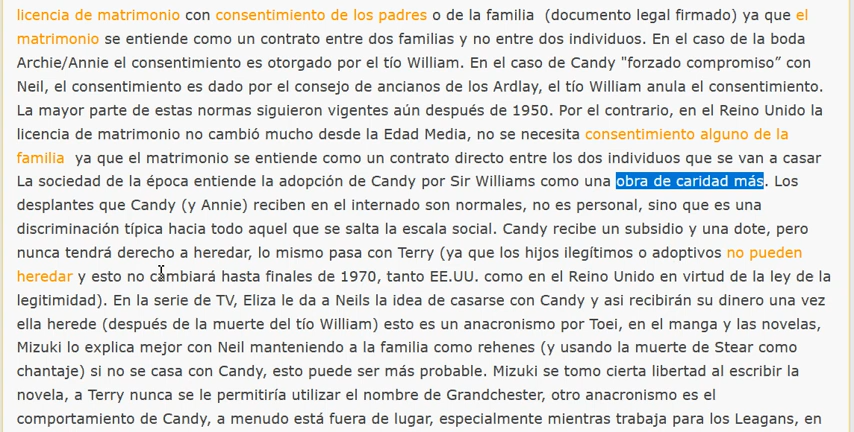 licencia de matrimonio con consentimiento de los padres o de la familia (documento legal firmado) ya que el
matrimonio se entiende como un contrato entre dos familias y no entre dos individuos. En el caso de la boda
Archie/Annie el consentimiento es otorgado por el tío William. En el caso de Candy "forzado compromiso” con
Neil, el consentimiento es dado por el consejo de ancianos de los Ardlay, el tío William anula el consentimiento.
La mayor parte de estas normas siguieron vigentes aún después de 1950. Por el contrario, en el Reino Unido la
licencia de matrimonio no cambió mucho desde la Edad Media, no se necesita consentimiento alguno de la
familia ya que el matrimonio se entiende como un contrato directo entre los dos individuos que se van a casar
La sociedad de la época entiende la adopción de Candy por Sir Williams como una obra de caridad más. Los
desplantes que Candy (y Annie) reciben en el internado son normales, no es personal, sino que es una
discriminación típica hacia todo aquel que se salta la escala social. Candy recibe un subsidio y una dote, pero
nunca tendrá derecho a heredar, lo mismo pasa con Terry (ya que los hijos ilegítimos o adoptivos no pueden
heredar y esto no cambiará hasta finales de 1970, tanto EE.UU. como en el Reino Unido en virtud de la ley de la
legitimidad). En la serie de TV, Eliza le da a Neils la idea de casarse con Candy y asi recibirán su dinero una vez
ella herede (después de la muerte del tío William) esto es un anacronismo por Toei, en el manga y las novelas,
Mizuki lo explica mejor con Neil manteniendo a la familia como rehenes (y usando la muerte de Stear como
chantaje) si no se casa con Candy, esto puede ser más probable. Mizuki se tomo cierta libertad al escribir la
novela, a Terry nunca se le permitiría utilizar el nombre de Grandchester, otro anacronismo es el
comportamiento de Candy, a menudo está fuera de lugar, especialmente mientras trabaja para los Leagans, en